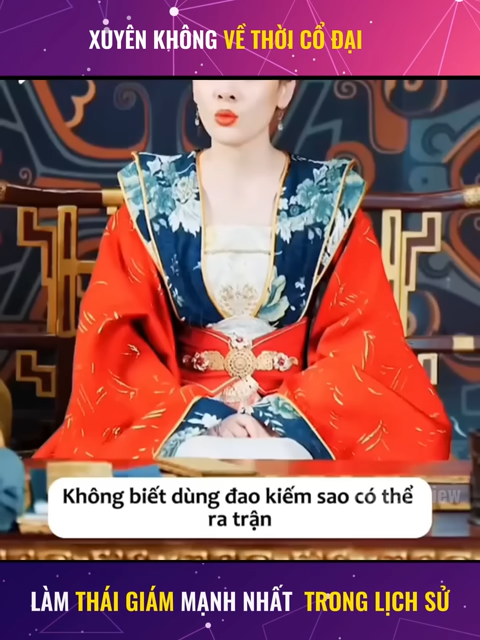 XUYÊN KHÔNG VỀ THỜI CỔ ĐẠI
Không biết dùng đao kiếm sao có thể
ra trận
LÀM THÁI GIÁM MẠNH NHẤT TRONG LỊCH SỬ